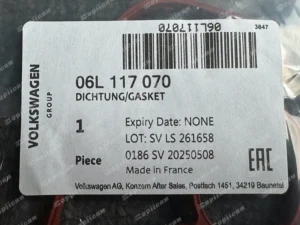 06L117070
3847
VOLKSWAGEN
GROUP
06L 117 070
DICHTUNG/GASKET
1
Expiry Date: NONE
LOT: SV LS 261658
Piece
0186 SV 20250508
Made in France
EAC
Volkswagen AG, Konzern After Sales, Postfach 1451, 34219 Baunatal